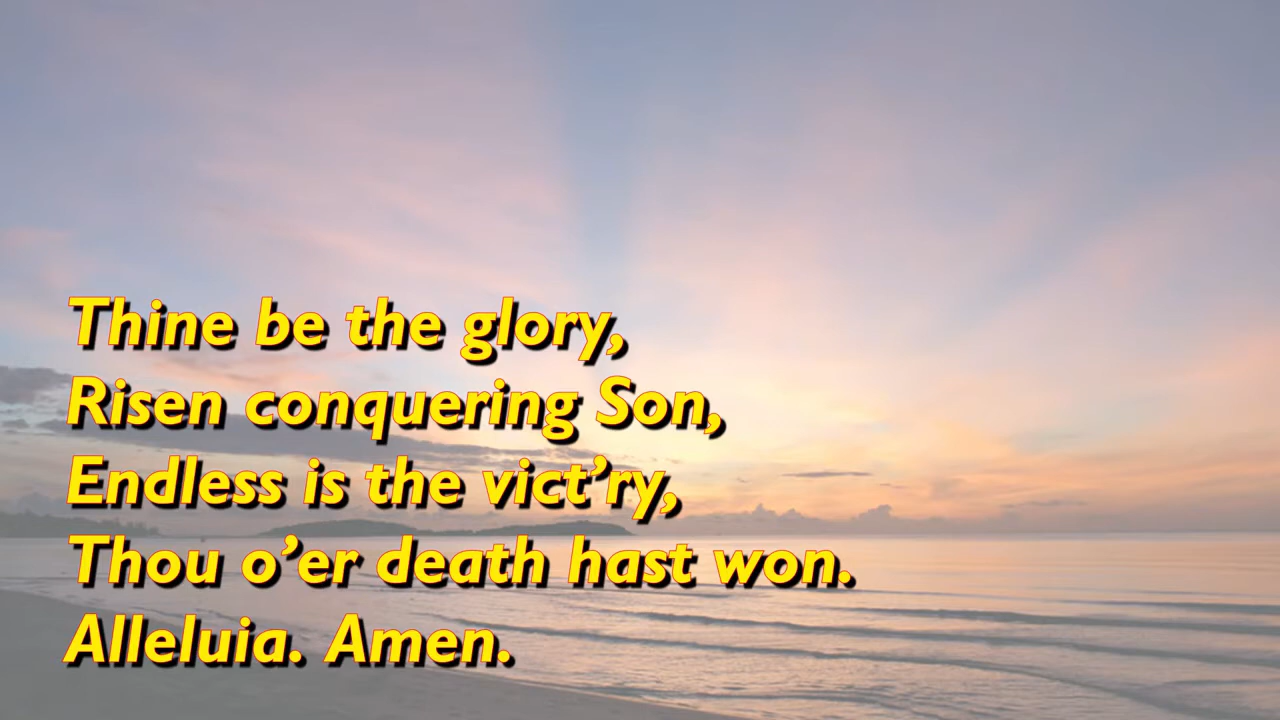 Thine be the glory,
Risen conquering Son,
Endless is the vict’ry,
Thou o’er death hast won.
Alleluia. Amen.